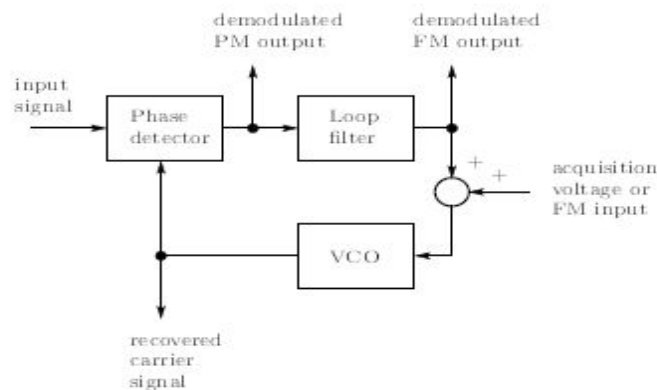 demodulated
PM output
demodulated
FM output
input
signal
Phase
detector
Loop
filter
+
+
acquisition
voltage or
FM input
VCO
recovered
carrier
signal